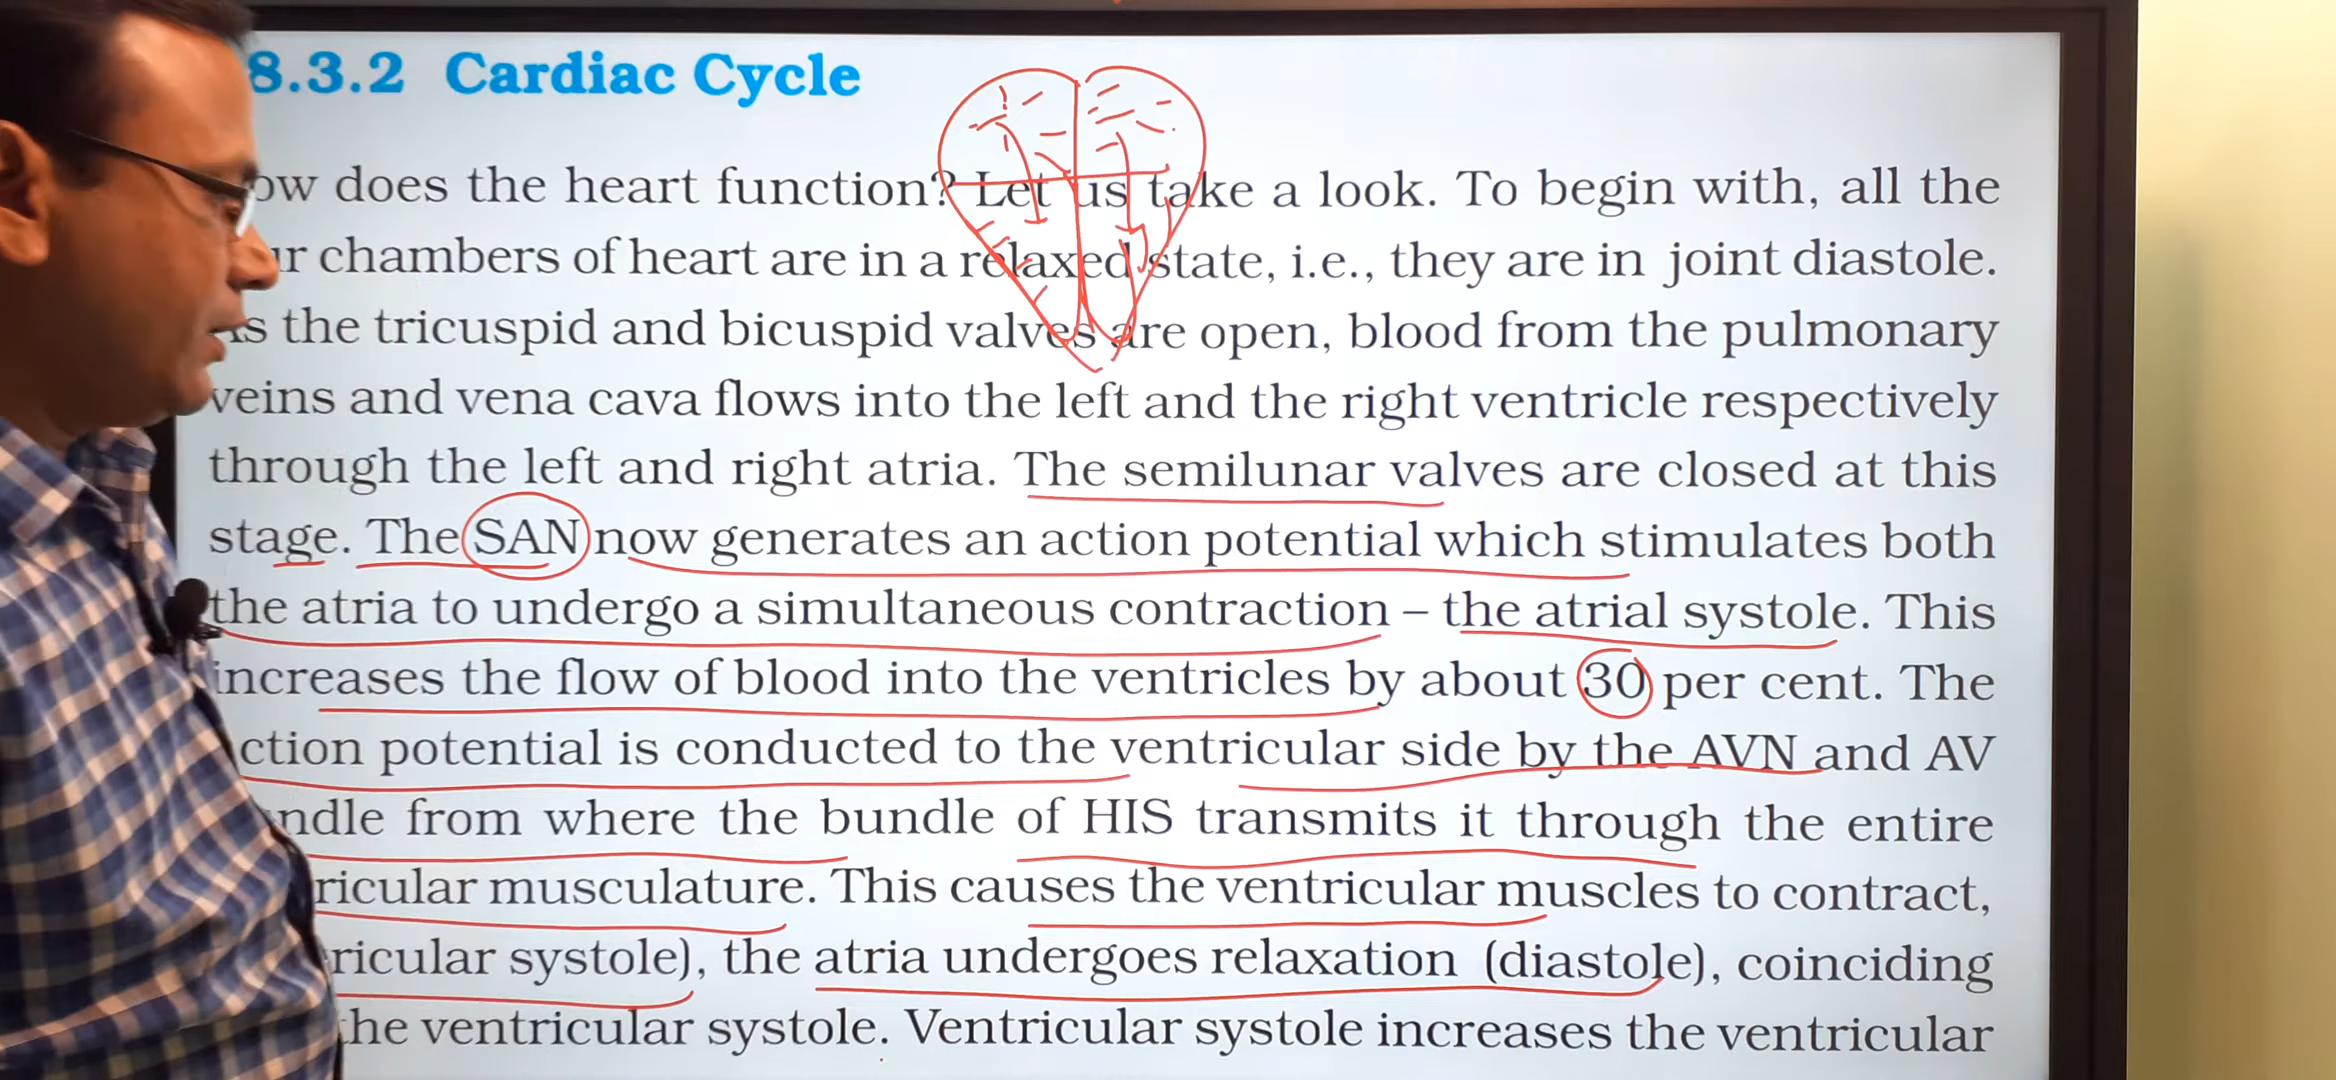 8.3.2 Cardiac Cycle
ow does the heart function? Let us take a look. To begin with, all the
ur chambers of heart are in a relaxed state, i.e., they are in joint diastole.
As the tricuspid and bicuspid valves are open, blood from the pulmonary
veins and vena cava flows into the left and the right ventricle respectively
through the left and right atria. The semilunar valves are closed at this
stage. The SAN now generates an action potential which stimulates both
the atria to undergo a simultaneous contraction – the atrial systole. This
increases the flow of blood into the ventricles by about 30 per cent. The
ction potential is conducted to the ventricular side by the AVN and AV
ndle from where the bundle of HIS transmits it through the entire
ricular musculature. This causes the ventricular muscles to contract,
ricular systole), the atria undergoes relaxation (diastole), coinciding
the ventricular systole. Ventricular systole increases the ventricular